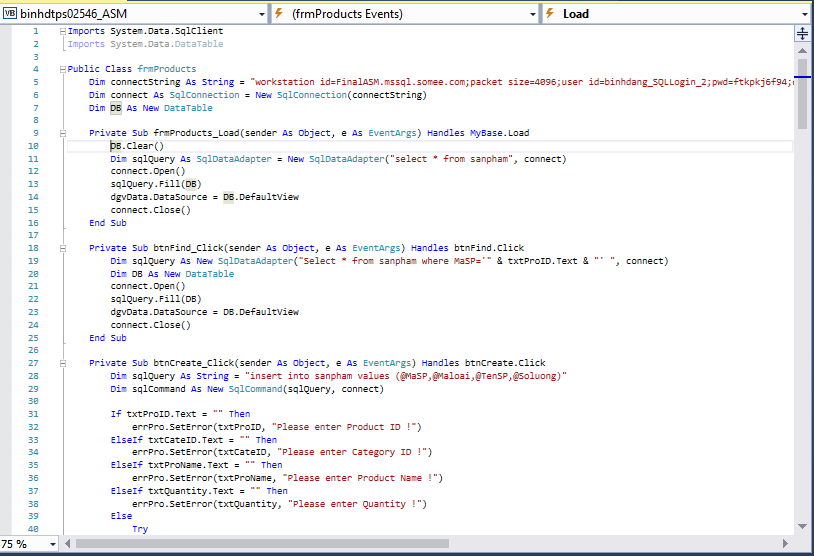 binhdtps02546_ASM
(frmProducts Events)
Load
1 Imports System.Data.SqlClient
2 Imports System.Data.DataTable
3
4 Public Class frmProducts
5 Dim connectString As String = "workstation id=FinalASM.mssql.somee.com;packet size=4096;user id=binhdang_SQLLogin_2;pwd=ftkpkj6f94;
6 Dim connect As SqlConnection = New SqlConnection(connectString)
7 Dim DB As New DataTable
8
9 Private Sub frmProducts_Load(sender As Object, e As EventArgs) Handles MyBase.Load
10 DB.Clear()
11 Dim sqlQuery As SqlDataAdapter = New SqlDataAdapter("select * from sanpham", connect)
12 connect.Open()
13 sqlQuery.Fill(DB)
14 dgvData.DataSource = DB.DefaultView
15 connect.Close()
16 End Sub
17
18 Private Sub btnFind_Click(sender As Object, e As EventArgs) Handles btnFind.Click
19 Dim sqlQuery As New SqlDataAdapter("Select * from sanpham where MaSP='" & txtProID.Text & "' ", connect)
20 Dim DB As New DataTable
21 connect.Open()
22 sqlQuery.Fill(DB)
23 dgvData.DataSource = DB.DefaultView
24 connect.Close()
25 End Sub
26
27 Private Sub btnCreate_Click(sender As Object, e As EventArgs) Handles btnCreate.Click
28 Dim sqlQuery As String = "insert into sanpham values (@MaSP,@Maloai,@TenSP,@Soluong)"
29 Dim sqlCommand As New SqlCommand(sqlQuery, connect)
30
31 If txtProID.Text = "" Then
32 errPro.SetError(txtProID, "Please enter Product ID !")
33 ElseIf txtCateID.Text = "" Then
34 errPro.SetError(txtCateID, "Please enter Category ID !")
35 ElseIf txtProName.Text = "" Then
36 errPro.SetError(txtProName, "Please enter Product Name !")
37 ElseIf txtQuantity.Text = "" Then
38 errPro.SetError(txtQuantity, "Please enter Quantity !")
39 Else
40 Try
75 %